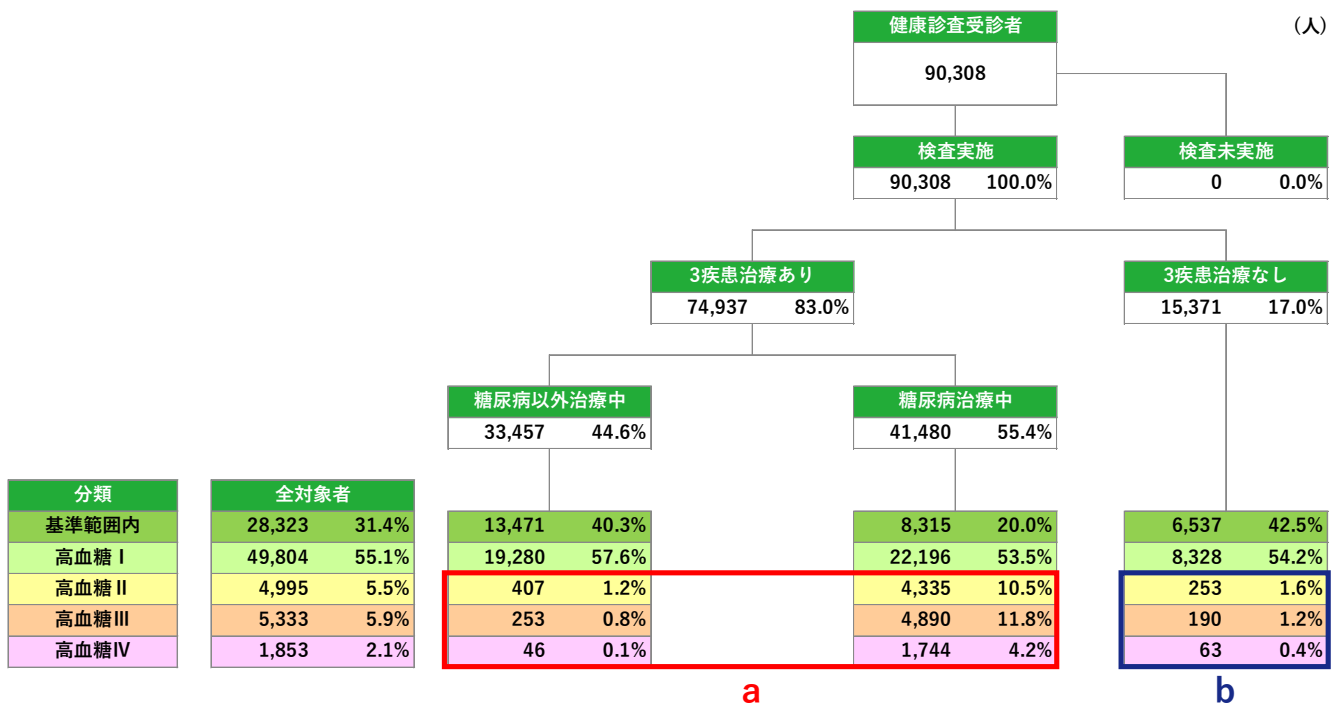 健康診査受診者
(人)
90,308
検査実施
検査未実施
90,308 100.0%
0 0.0%
3疾患治療あり
3疾患治療なし
74,937 83.0%
15,371 17.0%
糖尿病以外治療中
糖尿病治療中
33,457 44.6%
41,480 55.4%
分類 全対象者
基準範囲内 28,323 31.4% 13,471 40.3% 8,315 20.0% 6,537 42.5%
高血糖Ⅰ 49,804 55.1% 19,280 57.6% 22,196 53.5% 8,328 54.2%
高血糖Ⅱ 4,995 5.5% 407 1.2% 4,335 10.5% 253 1.6%
高血糖Ⅲ 5,333 5.9% 253 0.8% 4,890 11.8% 190 1.2%
高血糖Ⅳ 1,853 2.1% 46 0.1% 1,744 4.2% 63 0.4%
a
b